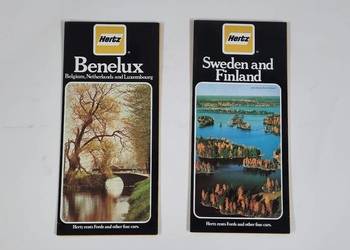 Hertz
Benelux
Belgium, Netherlands and Luxembourg
Hertz rents Fords and other fine cars.
Hertz
Sweden and
Finland
Hertz rents Fords and other fine cars.